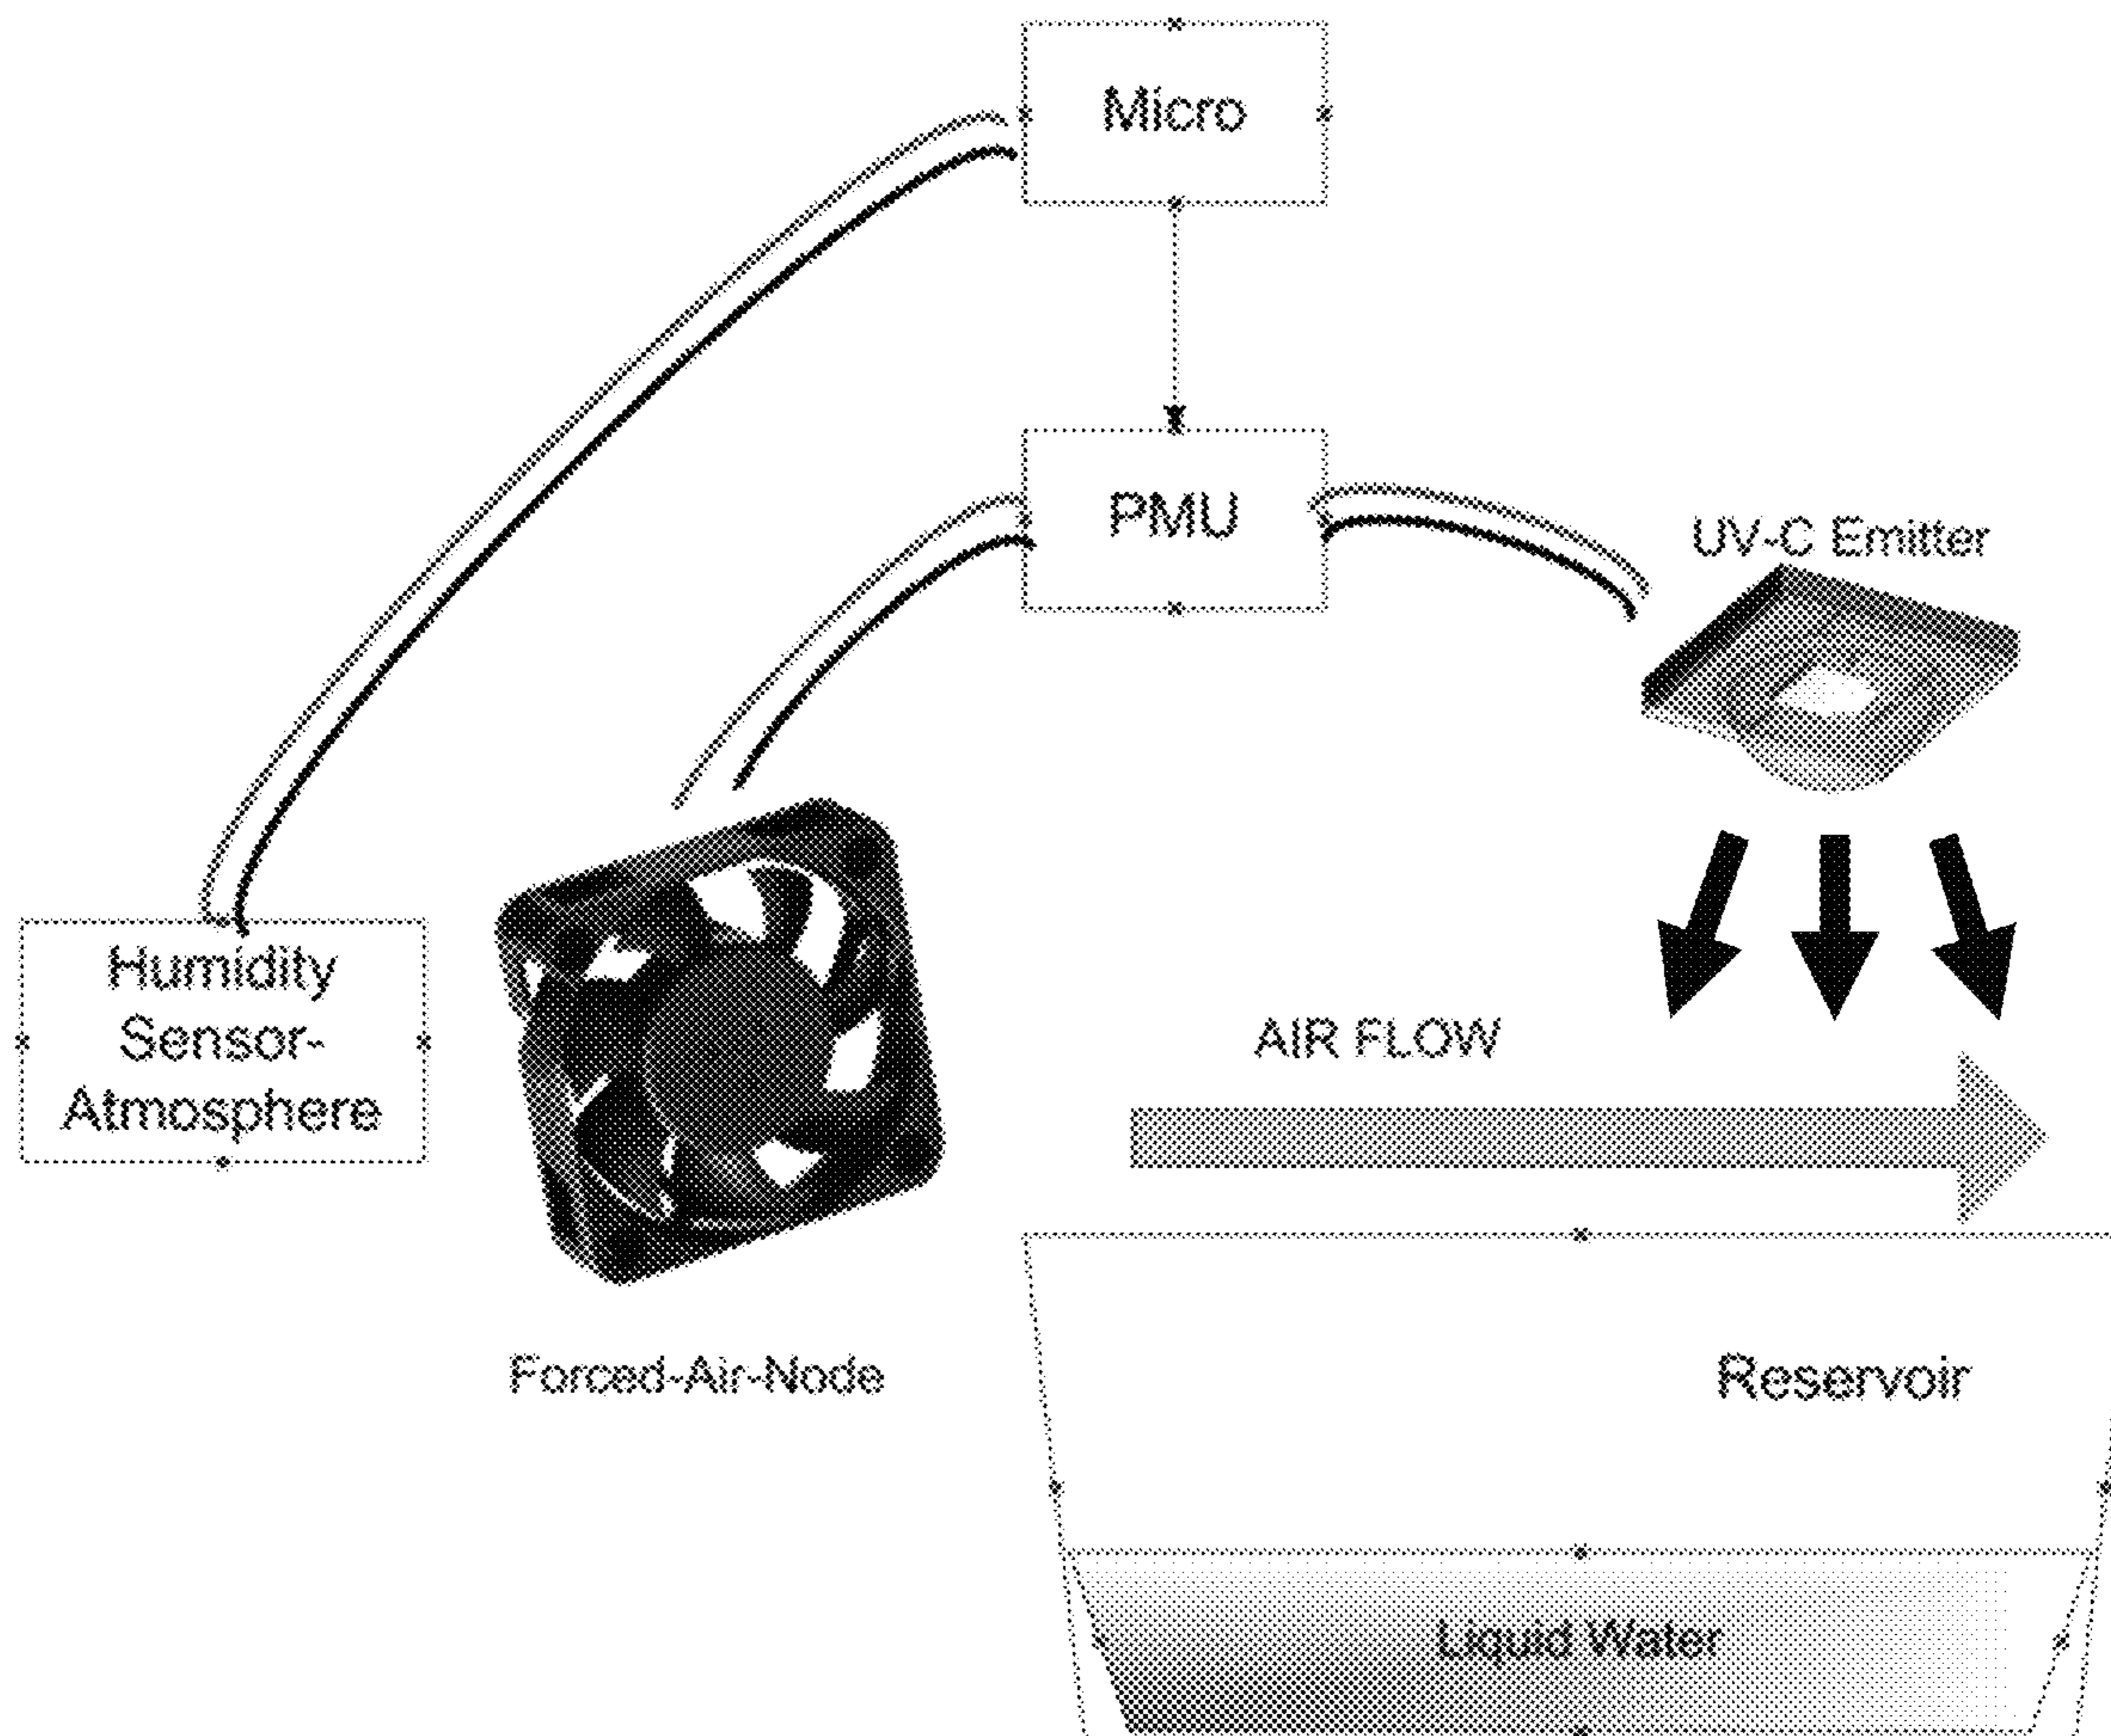 Micro
PMU
UV-C Emitter
Humidity
Sensor-
Atmosphere
AIR FLOW
Forced-Air-Node
Reservoir
Liquid Water